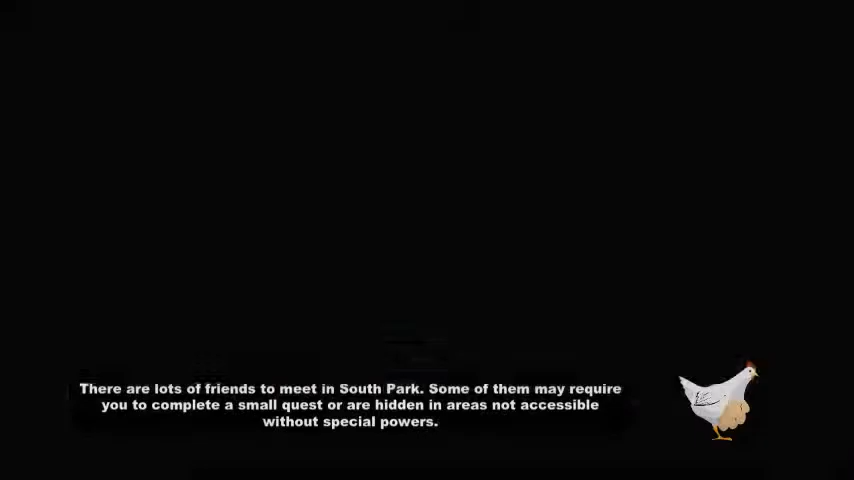 There are lots of friends to meet in South Park. Some of them may require
you to complete a small quest or are hidden in areas not accessible
without special powers.